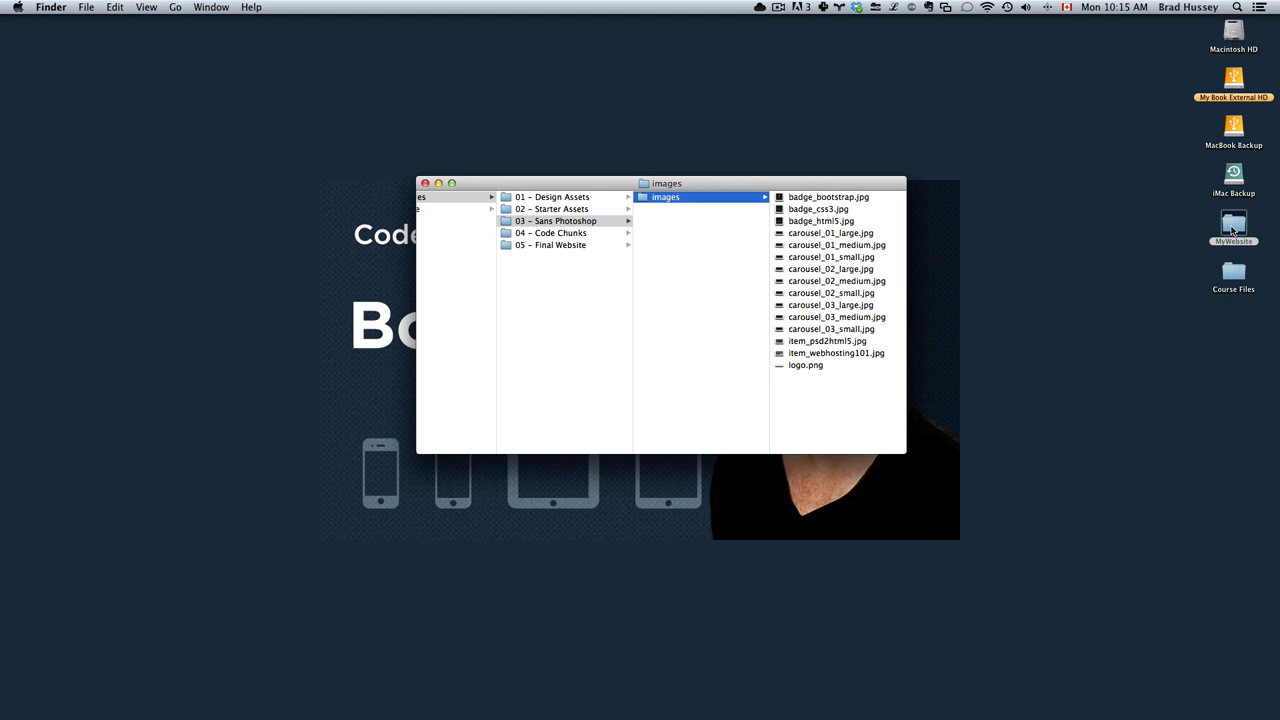 Finder File Edit View Go Window Help
3 Mon 10:15 AM Brad Hussey
Macintosh HD
My Book External HD
MacBook Backup
iMac Backup
MyWebsite
Course Files
images
es
e
01 – Design Assets
02 – Starter Assets
03 – Sans Photoshop
04 – Code Chunks
05 – Final Website
images
badge_bootstrap.jpg
badge_css3.jpg
badge_html5.jpg
carousel_01_large.jpg
carousel_01_medium.jpg
carousel_01_small.jpg
carousel_02_large.jpg
carousel_02_medium.jpg
carousel_02_small.jpg
carousel_03_large.jpg
carousel_03_medium.jpg
carousel_03_small.jpg
item_psd2html5.jpg
item_webhosting101.jpg
logo.png
Code
Bo